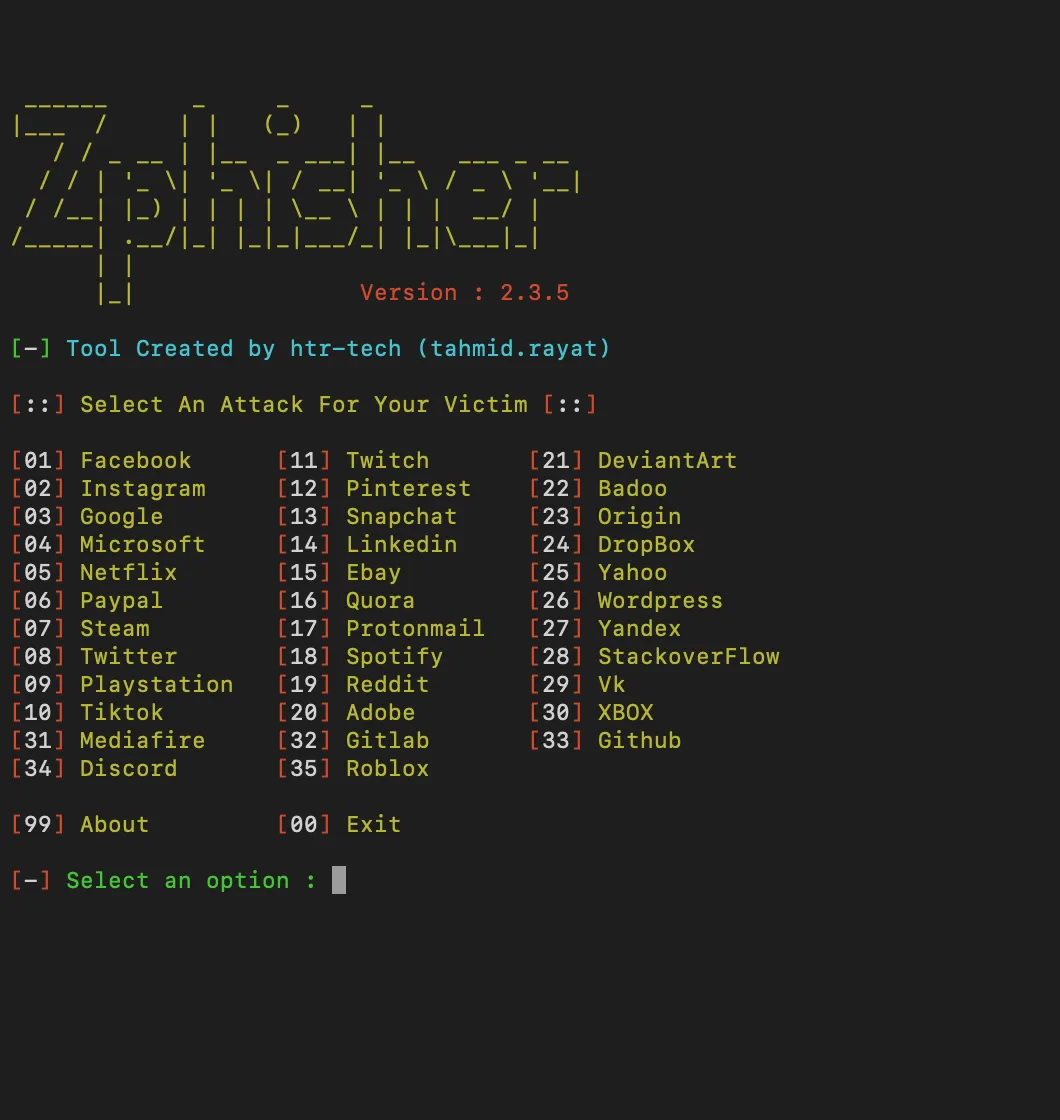 Zphisher
Version : 2.3.5
[-] Tool Created by htr-tech (tahmid.rayat)
[::] Select An Attack For Your Victim [::]
[01] Facebook [11] Twitch [21] DeviantArt
[02] Instagram [12] Pinterest [22] Badoo
[03] Google [13] Snapchat [23] Origin
[04] Microsoft [14] Linkedin [24] DropBox
[05] Netflix [15] Ebay [25] Yahoo
[06] Paypal [16] Quora [26] Wordpress
[07] Steam [17] Protonmail [27] Yandex
[08] Twitter [18] Spotify [28] StackoverFlow
[09] Playstation [19] Reddit [29] Vk
[10] Tiktok [20] Adobe [30] XBOX
[31] Mediafire [32] Gitlab [33] Github
[34] Discord [35] Roblox
[99] About [00] Exit
[-] Select an option :